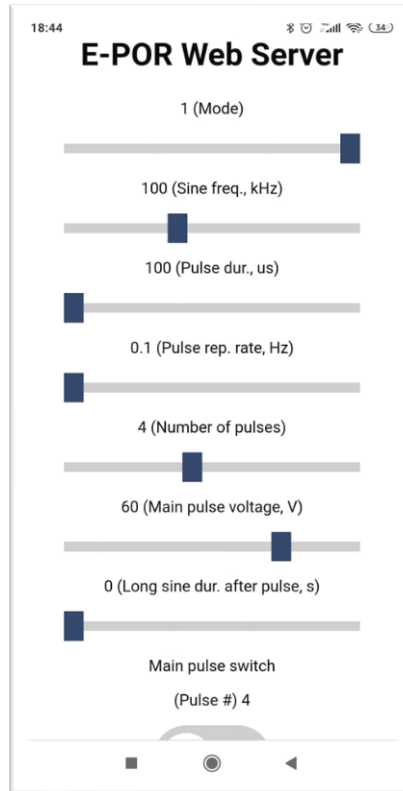 18:44
34
E-POR Web Server
1 (Mode)
100 (Sine freq., kHz)
100 (Pulse dur., us)
0.1 (Pulse rep. rate, Hz)
4 (Number of pulses)
60 (Main pulse voltage, V)
0 (Long sine dur. after pulse, s)
Main pulse switch
(Pulse #) 4